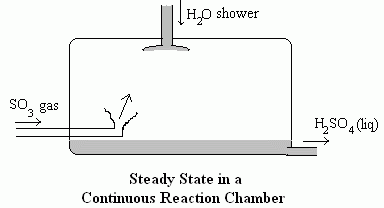 H₂O shower
SO₃ gas
H₂SO₄ (liq)
Steady State in a
Continuous Reaction Chamber